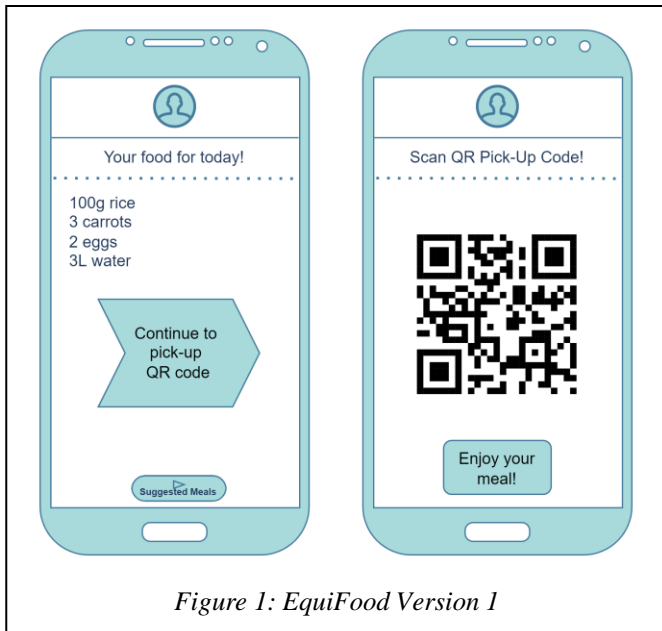 Your food for today!
100g rice
3 carrots
2 eggs
3L water
Continue to
pick-up
QR code
Suggested Meals
Scan QR Pick-Up Code!
Enjoy your
meal!
Figure 1: EquiFood Version 1